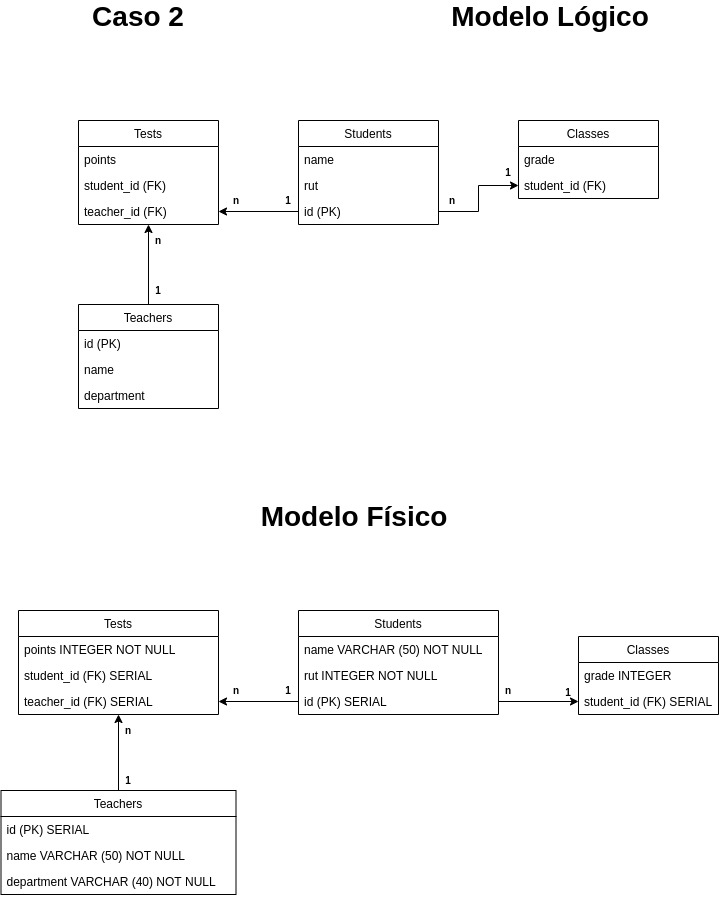 Caso 2
Modelo Lógico
Tests
points
student_id (FK)
teacher_id (FK)
Students
name
rut
id (PK)
Classes
grade
student_id (FK)
n
1
n
1
n
1
Teachers
id (PK)
name
department
Modelo Físico
Tests
points INTEGER NOT NULL
student_id (FK) SERIAL
teacher_id (FK) SERIAL
Students
name VARCHAR (50) NOT NULL
rut INTEGER NOT NULL
id (PK) SERIAL
Classes
grade INTEGER
student_id (FK) SERIAL
n
1
n
1
n
1
Teachers
id (PK) SERIAL
name VARCHAR (50) NOT NULL
department VARCHAR (40) NOT NULL